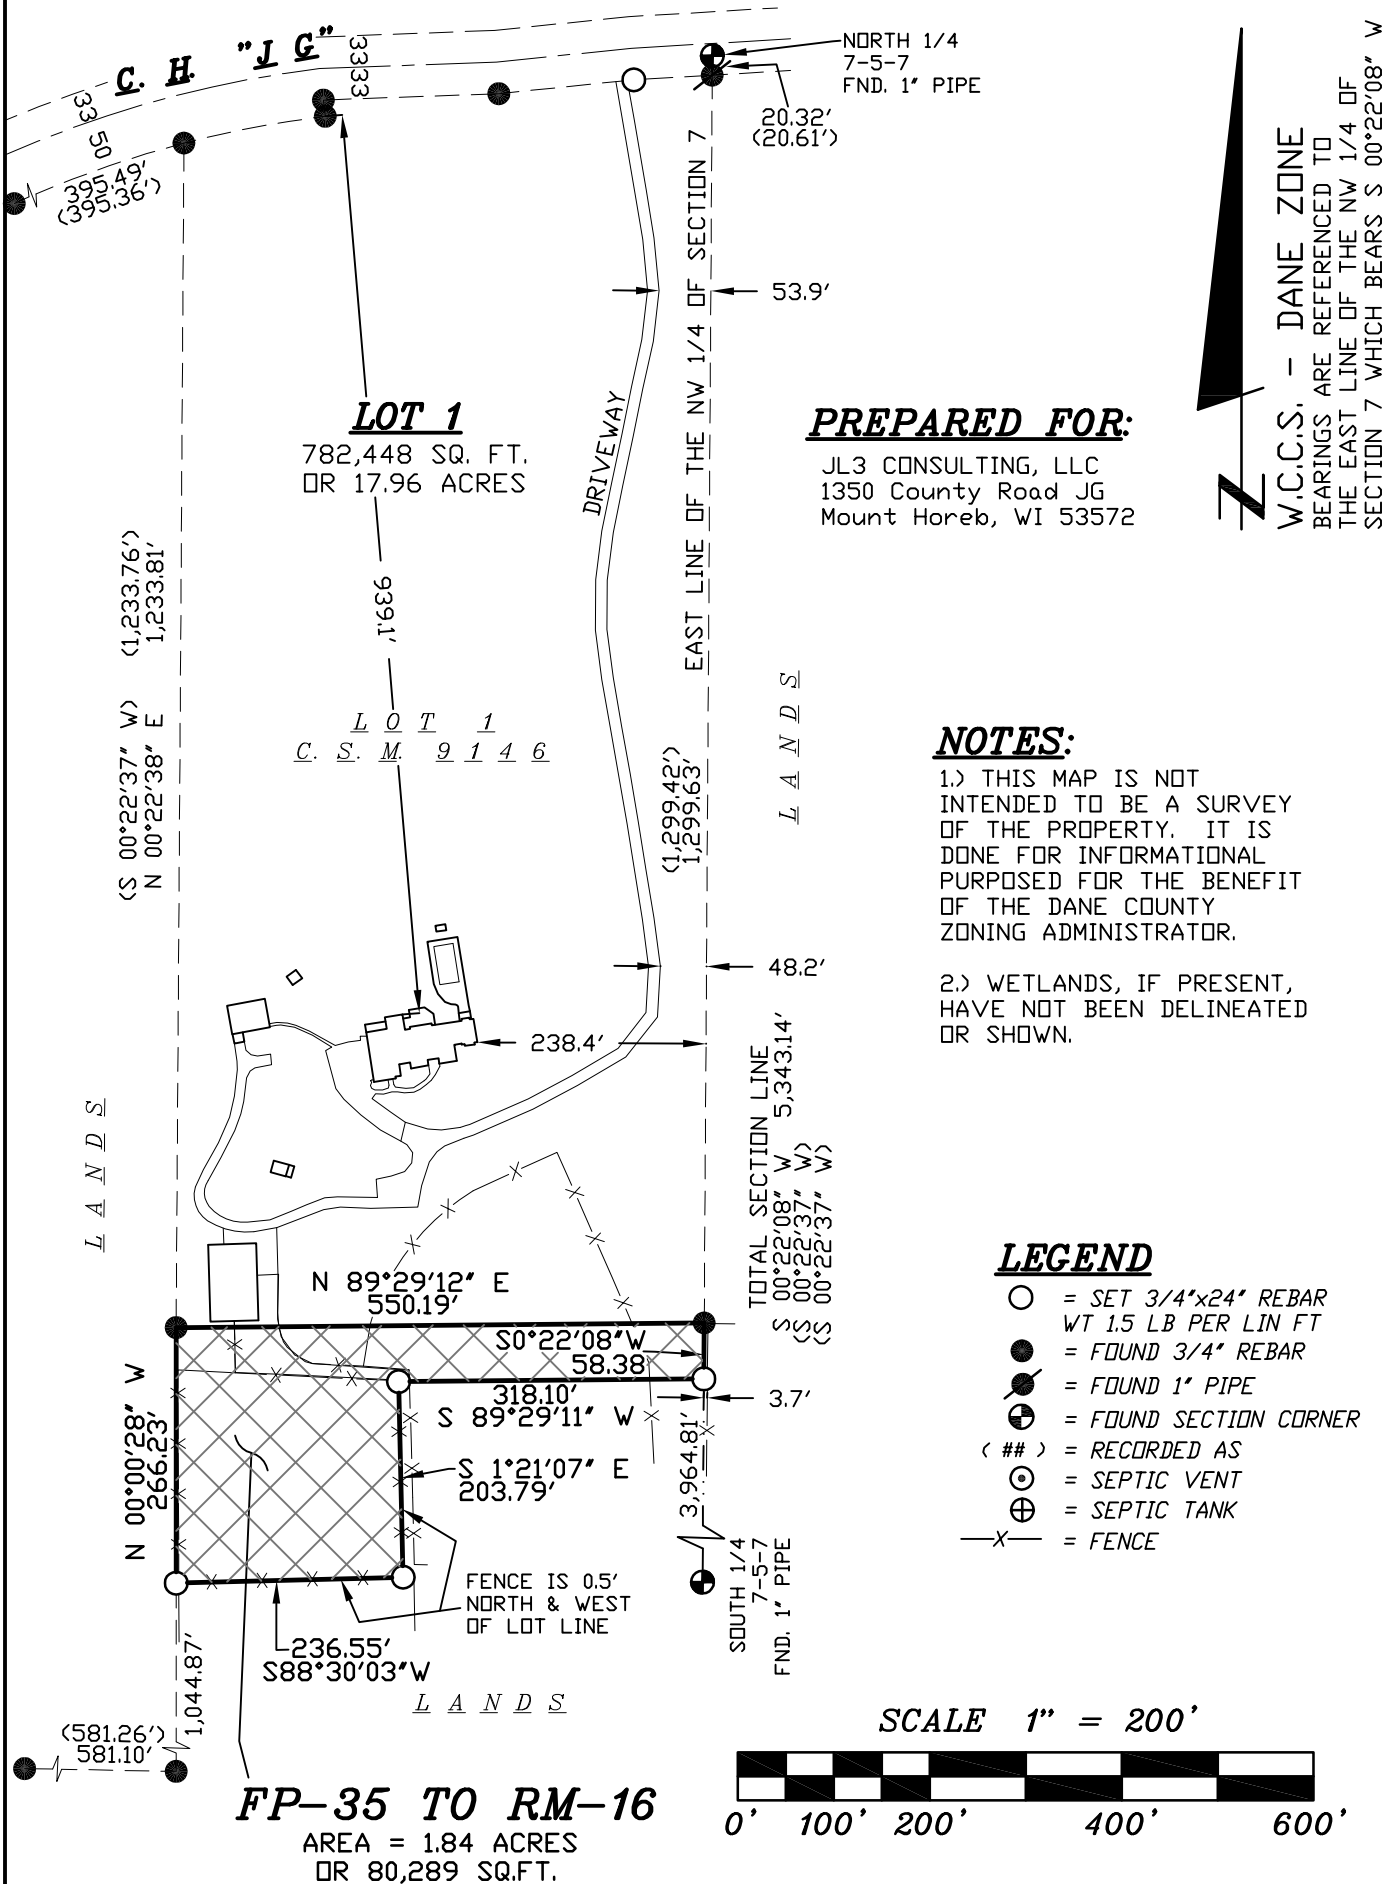 C. H. "J G"
33
33
33
50
395.49'
(395.36')
NORTH 1/4
7-5-7
FND. 1" PIPE
20.32'
(20.61')
W.C.C.S. - DANE ZONE
BEARINGS ARE REFERENCED TO
THE EAST LINE OF THE NW 1/4 OF
SECTION 7 WHICH BEARS S 00°22'08" W
N
53.9'
EAST LINE OF THE NW 1/4 OF SECTION 7
DRIVEWAY
LOT 1
782,448 SQ. FT.
OR 17.96 ACRES
939.1'
PREPARED FOR:
JL3 CONSULTING, LLC
1350 County Road JG
Mount Horeb, WI 53572
(S 00°22'37" W) (1,233.76')
N 00°22'38" E 1,233.81'
LOT 1
C. S. M. 9146
LANDS
(1,299.42')
1,299.63'
NOTES:
1.) THIS MAP IS NOT
INTENDED TO BE A SURVEY
OF THE PROPERTY. IT IS
DONE FOR INFORMATIONAL
PURPOSED FOR THE BENEFIT
OF THE DANE COUNTY
ZONING ADMINISTRATOR.
2.) WETLANDS, IF PRESENT,
HAVE NOT BEEN DELINEATED
OR SHOWN.
48.2'
238.4'
TOTAL SECTION LINE
S 00°22'08" W 5,343.14'
(S 00°22'37" W)
(S 00°22'37" W)
LANDS
N 89°29'12" E
550.19'
S0°22'08"W
58.38
318.10'
S 89°29'11" W
3.7'
N 00°00'28" W
266.23'
S 1°21'07" E
203.79'
3,964.81'
SOUTH 1/4
7-5-7
FND. 1" PIPE
FENCE IS 0.5'
NORTH & WEST
OF LOT LINE
236.55'
S88°30'03"W
1,044.87'
LANDS
(581.26')
581.10'
LEGEND
= SET 3/4"x24" REBAR
WT 1.5 LB PER LIN FT
= FOUND 3/4" REBAR
= FOUND 1" PIPE
= FOUND SECTION CORNER
( ## ) = RECORDED AS
= SEPTIC VENT
= SEPTIC TANK
X = FENCE
SCALE 1" = 200'
0' 100' 200' 400' 600'
FP-35 TO RM-16
AREA = 1.84 ACRES
OR 80,289 SQ.FT.